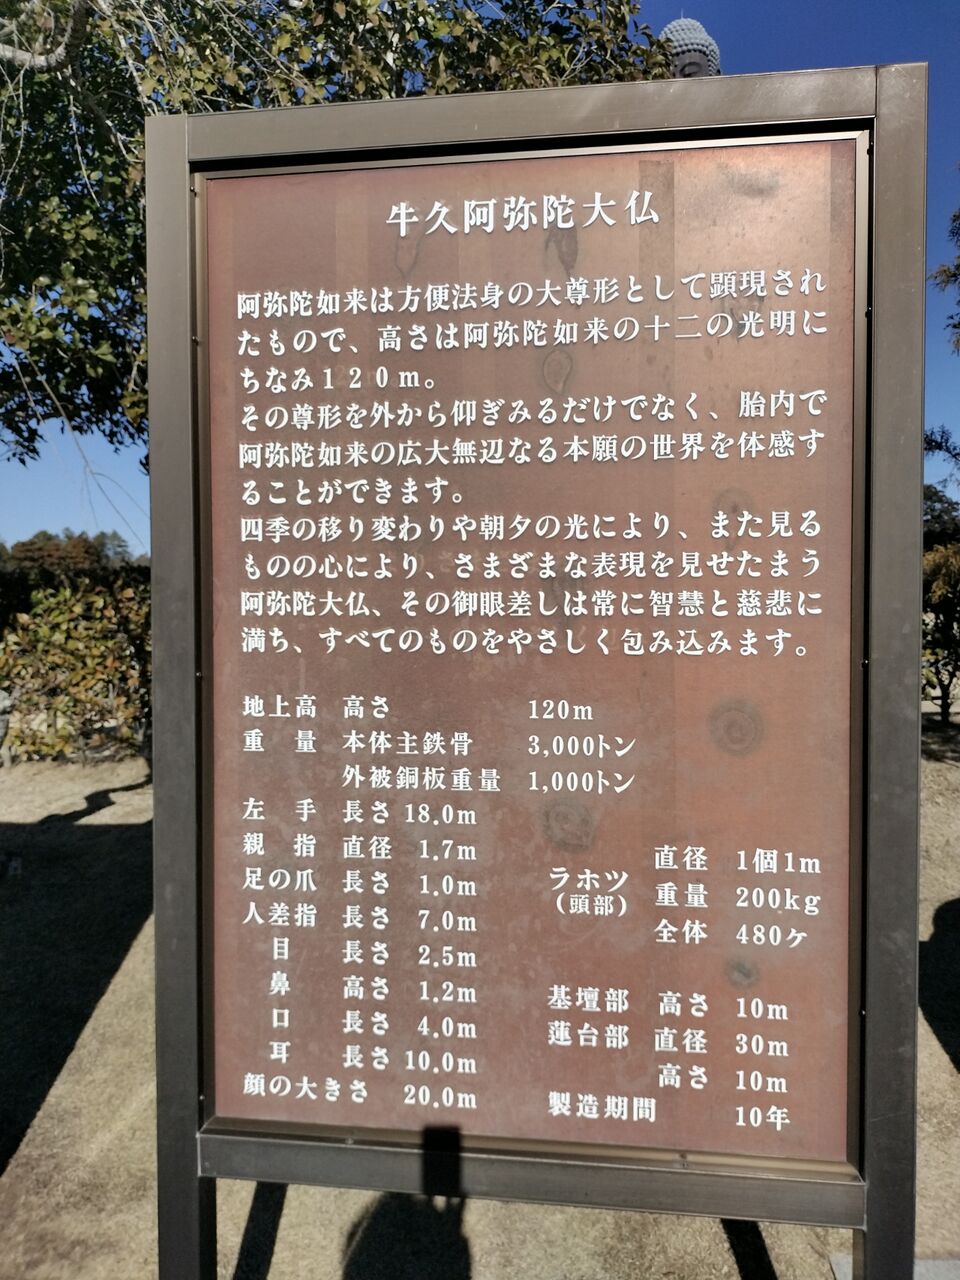 牛久阿弥陀大仏
阿弥陀如来は方便法身の大尊形として顕現され
たもので、高さは阿弥陀如来の十二の光明に
ちなみ１２０ｍ。
その尊形を外から仰ぎみるだけでなく、胎内で
阿弥陀如来の広大無辺なる本願の世界を体感す
ることができます。
四季の移り変わりや朝夕の光により、また見る
ものの心により、さまざまな表現を見せたまう
阿弥陀大仏、その御眼差しは常に智慧と慈悲に
満ち、すべてのものをやさしく包み込みます。
地上高 高さ 120m
重量 本体主鉄骨 3,000トン
外被銅板重量 1,000トン
左手 長さ 18.0m
親指 直径 1.7m
足の爪 長さ 1.0m
人差指 長さ 7.0m
目 長さ 2.5m
鼻 高さ 1.2m
口 長さ 4.0m
耳 長さ 10.0m
顔の大きさ 20.0m
直径 1個1m
ラホツ（頭部） 重量 200kg
全体 480ケ
基壇部 高さ 10m
蓮台部 直径 30m
高さ 10m
製造期間 10年